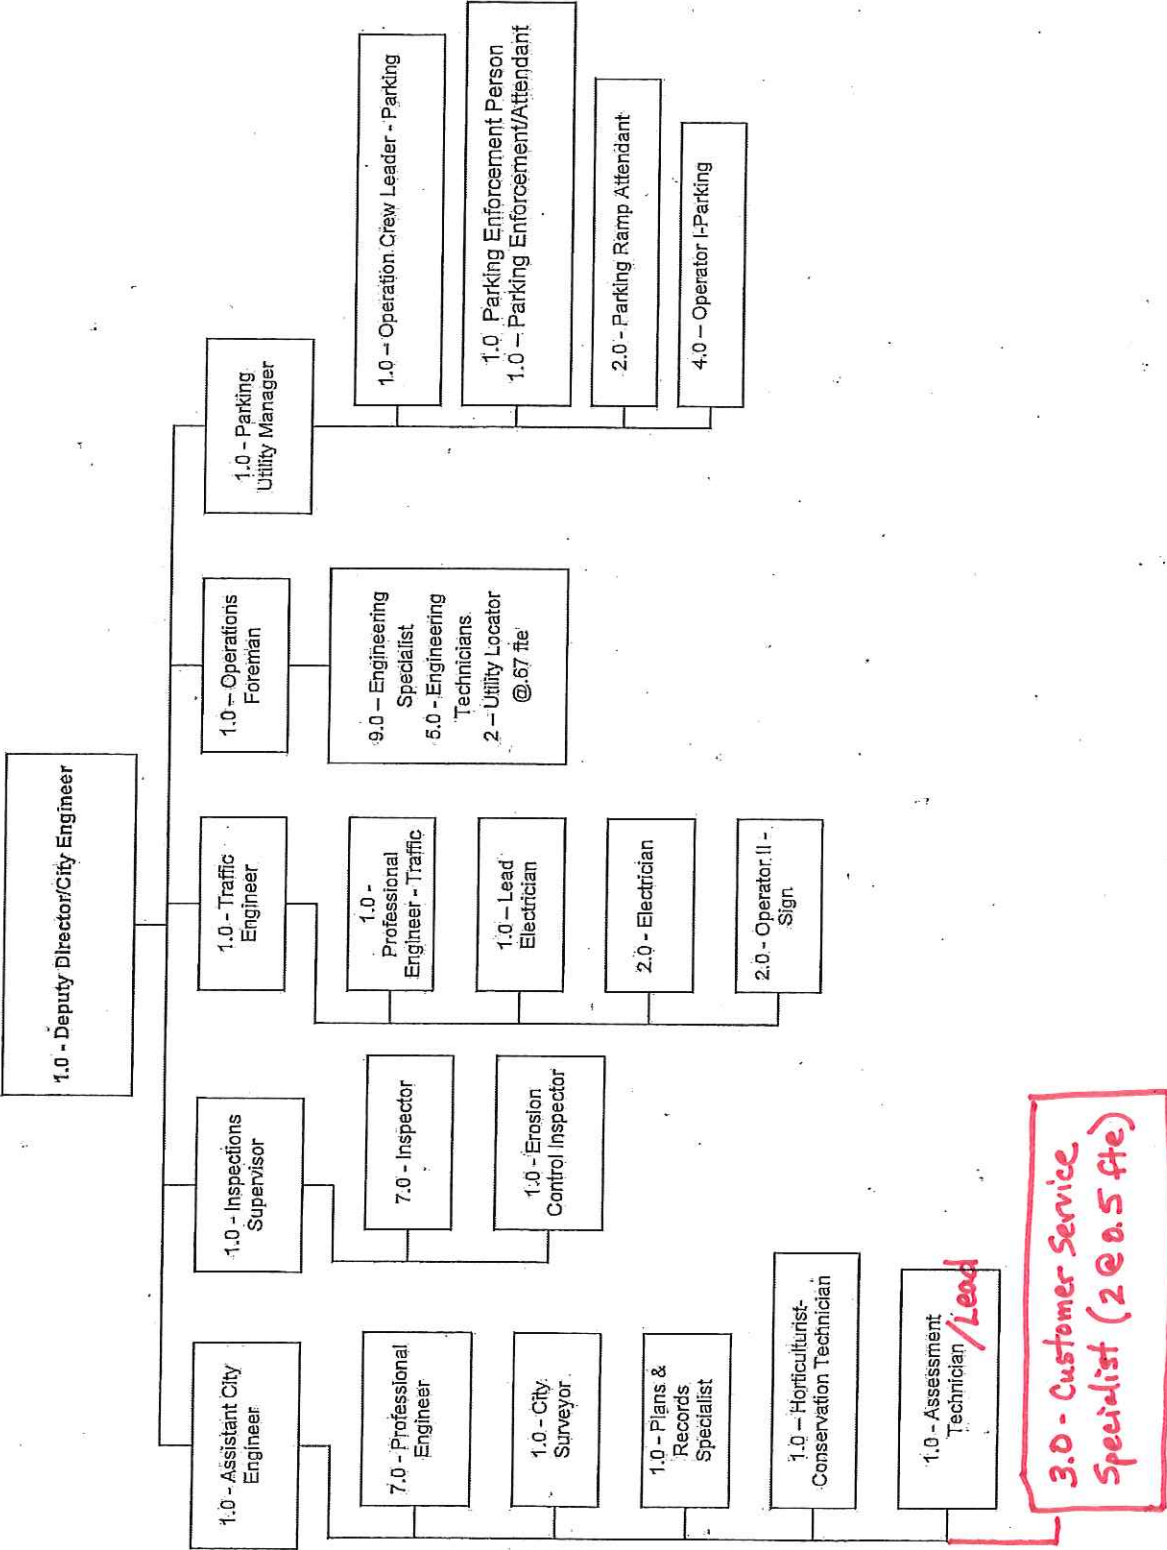 1.0 - Deputy Director/City Engineer
1.0 - Assistant City
Engineer
7.0 - Professional
Engineer
1.0 - City
Surveyor
1.0 - Plans &
Records
Specialist
1.0 – Horticulturist-
Conservation Technician
1.0 - Assessment
Technician /Lead
3.0 - Customer Service
Specialist (2 @ 0.5 fte)
1.0 - Inspections
Supervisor
7.0 - Inspector
1.0 - Erosion
Control Inspector
1.0 - Traffic
Engineer
1.0 -
Professional
Engineer - Traffic
1.0 – Lead
Electrician
2.0 - Electrician
2.0 - Operator II -
Sign
1.0 – Operations
Foreman
9.0 – Engineering
Specialist
5.0 - Engineering
Technicians
2 – Utility Locator
@.67 fte
1.0 - Parking
Utility Manager
1.0 – Operation Crew Leader - Parking
1.0 Parking Enforcement Person
1.0 – Parking Enforcement/Attendant
2.0 - Parking Ramp Attendant
4.0 – Operator I-Parking